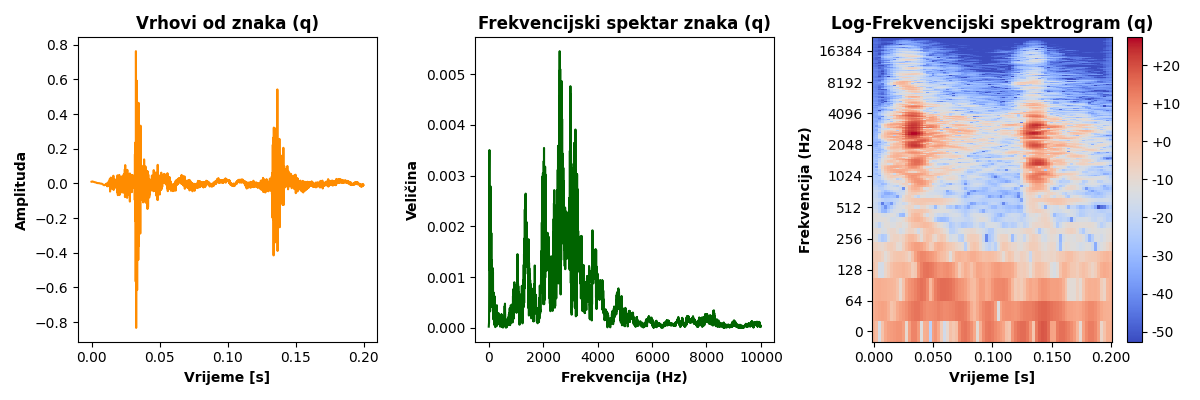 Vrhovi od znaka (q)
Amplituda
0.8
0.6
0.4
0.2
0.0
−0.2
−0.4
−0.6
−0.8
0.00 0.05 0.10 0.15 0.20
Vrijeme [s]
Frekvencijski spektar znaka (q)
Veličina
0.005
0.004
0.003
0.002
0.001
0.000
0 2000 4000 6000 8000 10000
Frekvencija (Hz)
Log-Frekvencijski spektrogram (q)
Frekvencija (Hz)
16384
8192
4096
2048
1024
512
256
128
64
0
0.000 0.050 0.100 0.150 0.200
Vrijeme [s]
+20
+10
+0
-10
-20
-30
-40
-50